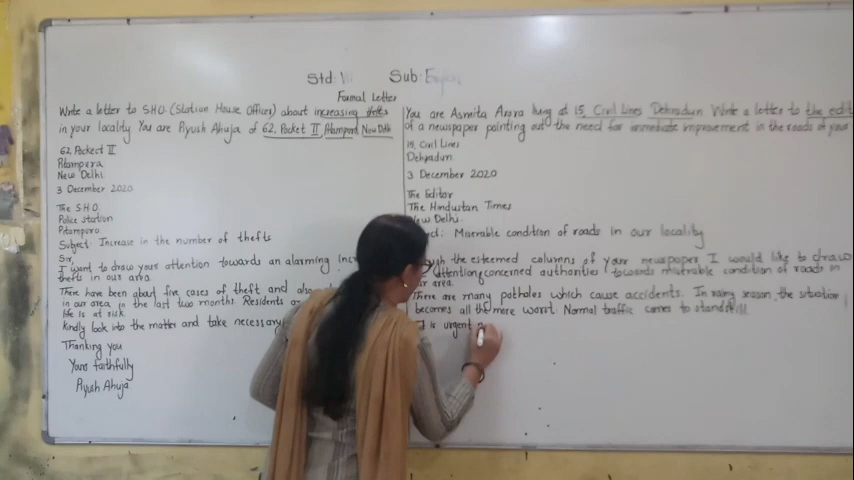 Std: VI
Sub: English
Formal Letter
Write a letter to S.H.O. (Station House Officer) about increasing thefts
in your locality You are Piyush Ahuja of 62, Pocket II Pitampura New Delhi
62 Pocket II
Pitampura
New Delhi
3 December 2020
The S.H.O.
Police station
Pitampura
Subject: Increase in the number of thefts
Sir,
I want to draw your attention towards an alarming
thefts in our area.
There have been about five cases of theft and also
in our area in the last two months. Residents
life is at risk.
Kindly look into the matter and take necessary
Thanking you
Yours faithfully
Piyush Ahuja
You are Asmita Arora living at 15, Civil Lines Dehradun Write a letter to the edit
of a newspaper pointing out the need for immediate improvement in the roads of your
15, Civil Lines
Dehradun
3 December 2020
The Editor
The Hindustan Times
New Delhi.
Miserable condition of roads in our locality
the esteemed columns of your newspaper I would like to draw
attention concerned authorities towards miserable condition of roads in
area.
There are many potholes which cause accidents. In rainy season, the situation
becomes all the more worst. Normal traffic comes to standstill
It is urgent